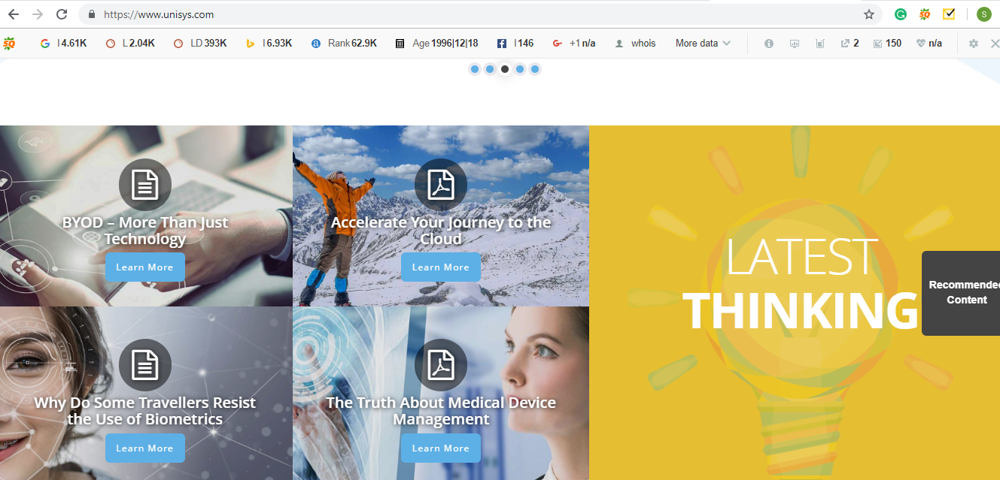 https://www.unisys.com
S
SQ I 4.61K L 2.04K LD 393K I 6.93K a Rank 62.9K Age 1996|12|18 I 146 G+ +1 n/a whois More data 2 150 n/a
BYOD – More Than Just
Technology
Learn More
Accelerate Your Journey to the
Cloud
Learn More
Why Do Some Travellers Resist
the Use of Biometrics
Learn More
The Truth About Medical Device
Management
Learn More
LATEST
THINKING
Recommended
Content